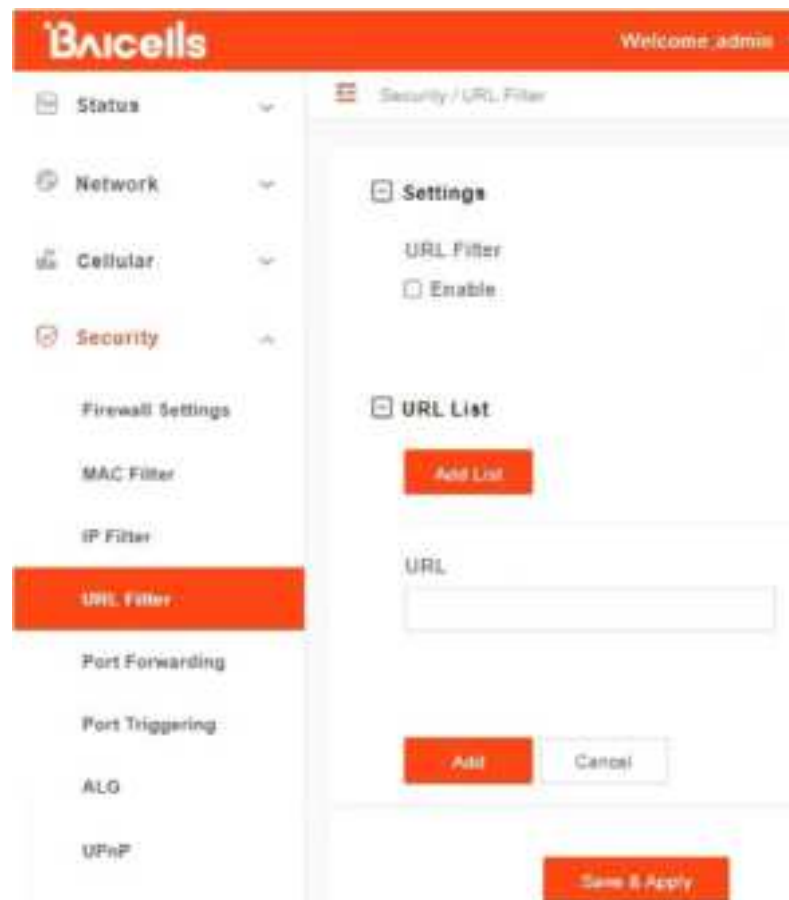 Baicells
Welcome,admin
Status
Security / URL Filter
Network
Settings
Cellular
URL Filter
Enable
Security
Firewall Settings
URL List
MAC Filter
Add List
IP Filter
URL
URL Filter
Port Forwarding
Port Triggering
Add
Cancel
ALG
UPnP
Save & Apply